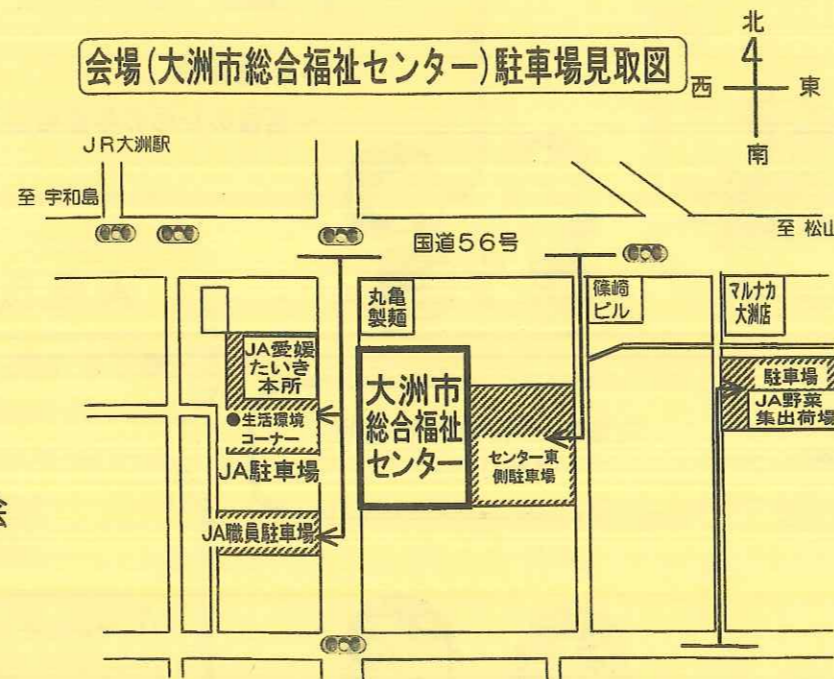 会場(大洲市総合福祉センター)駐車場見取図
北
西
東
南
JR大洲駅
至 宇和島
国道56号
至 松山
丸亀
製麺
篠崎
ビル
マルナカ
大洲店
JA愛媛
たいき
本所
●生活環境
コーナー
JA駐車場
JA職員駐車場
大洲市
総合福祉
センター
センター東
側駐車場
駐車場
JA野菜
集出荷場